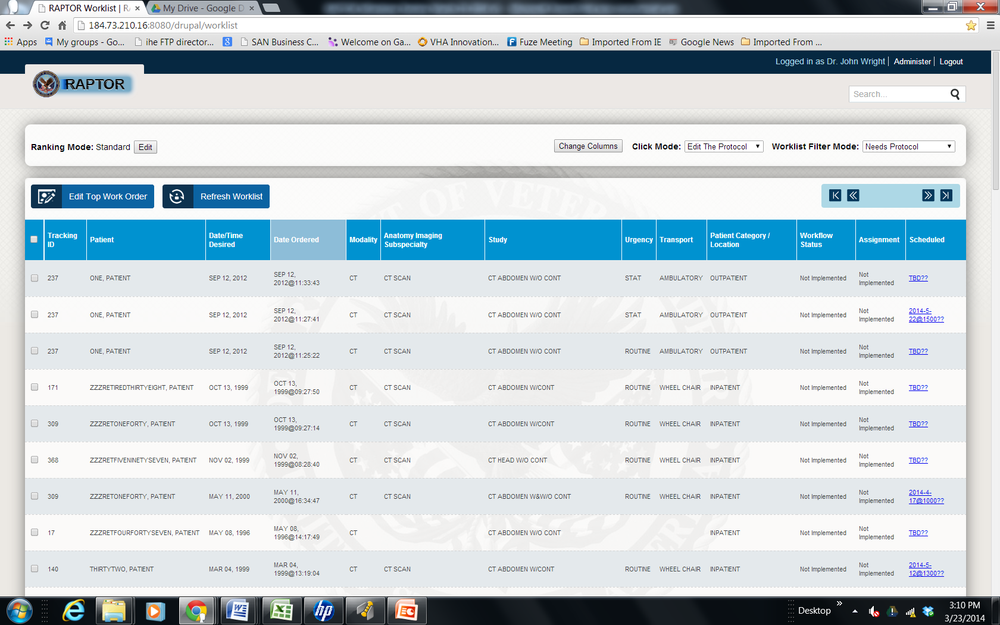 RAPTOR Worklist | R
My Drive - Google D
184.73.210.16:8080/drupal/worklist
Apps My groups - Go... ihe FTP director... SAN Business C... Welcome on Ga... VHA Innovation... Fuze Meeting Imported From IE Google News Imported From ...
Logged in as Dr. John Wright | Administer | Logout
RAPTOR
Search...
Ranking Mode: Standard Edit Change Columns Click Mode: Edit The Protocol Worklist Filter Mode: Needs Protocol
Edit Top Work Order Refresh Worklist
Tracking ID Patient Date/Time Desired Date Ordered Modality Anatomy Imaging Subspecialty Study Urgency Transport Patient Category / Location Workflow Status Assignment Scheduled
237 ONE, PATIENT SEP 12, 2012 SEP 12, 2012@11:33:43 CT CT SCAN CT ABDOMEN W/O CONT STAT AMBULATORY OUTPATIENT Not Implemented Not Implemented TBD??
237 ONE, PATIENT SEP 12, 2012 SEP 12, 2012@11:27:41 CT CT SCAN CT ABDOMEN W/O CONT STAT AMBULATORY OUTPATIENT Not Implemented Not Implemented 2014-5-22@1500??
237 ONE, PATIENT SEP 12, 2012 SEP 12, 2012@11:25:22 CT CT SCAN CT ABDOMEN W/O CONT ROUTINE AMBULATORY OUTPATIENT Not Implemented Not Implemented TBD??
171 ZZZRETIREDTHIRTYEIGHT, PATIENT OCT 13, 1999 OCT 13, 1999@09:27:50 CT CT SCAN CT ABDOMEN W/CONT ROUTINE WHEEL CHAIR INPATIENT Not Implemented Not Implemented TBD??
309 ZZZRETONEFORTY, PATIENT OCT 13, 1999 OCT 13, 1999@09:27:14 CT CT SCAN CT ABDOMEN W/CONT ROUTINE WHEEL CHAIR INPATIENT Not Implemented Not Implemented TBD??
368 ZZZRETFIVENINETYSEVEN, PATIENT NOV 02, 1999 NOV 02, 1999@08:28:40 CT CT SCAN CT HEAD W/O CONT ROUTINE WHEEL CHAIR INPATIENT Not Implemented Not Implemented TBD??
309 ZZZRETONEFORTY, PATIENT MAY 11, 2000 MAY 11, 2000@16:34:47 CT CT SCAN CT ABDOMEN W&W/O CONT ROUTINE WHEEL CHAIR INPATIENT Not Implemented Not Implemented 2014-4-17@1000??
17 ZZZRETFOURFORTYSEVEN, PATIENT MAY 08, 1996 MAY 08, 1996@14:17:49 CT CT ABDOMEN W/O CONT INPATIENT Not Implemented Not Implemented TBD??
140 THIRTYTWO, PATIENT MAR 04, 1999 MAR 04, 1999@13:19:04 CT CT SCAN CT ABDOMEN W/CONT ROUTINE WHEEL CHAIR INPATIENT Not Implemented Not Implemented 2014-5-12@1300??
Desktop
3:10 PM
3/23/2014